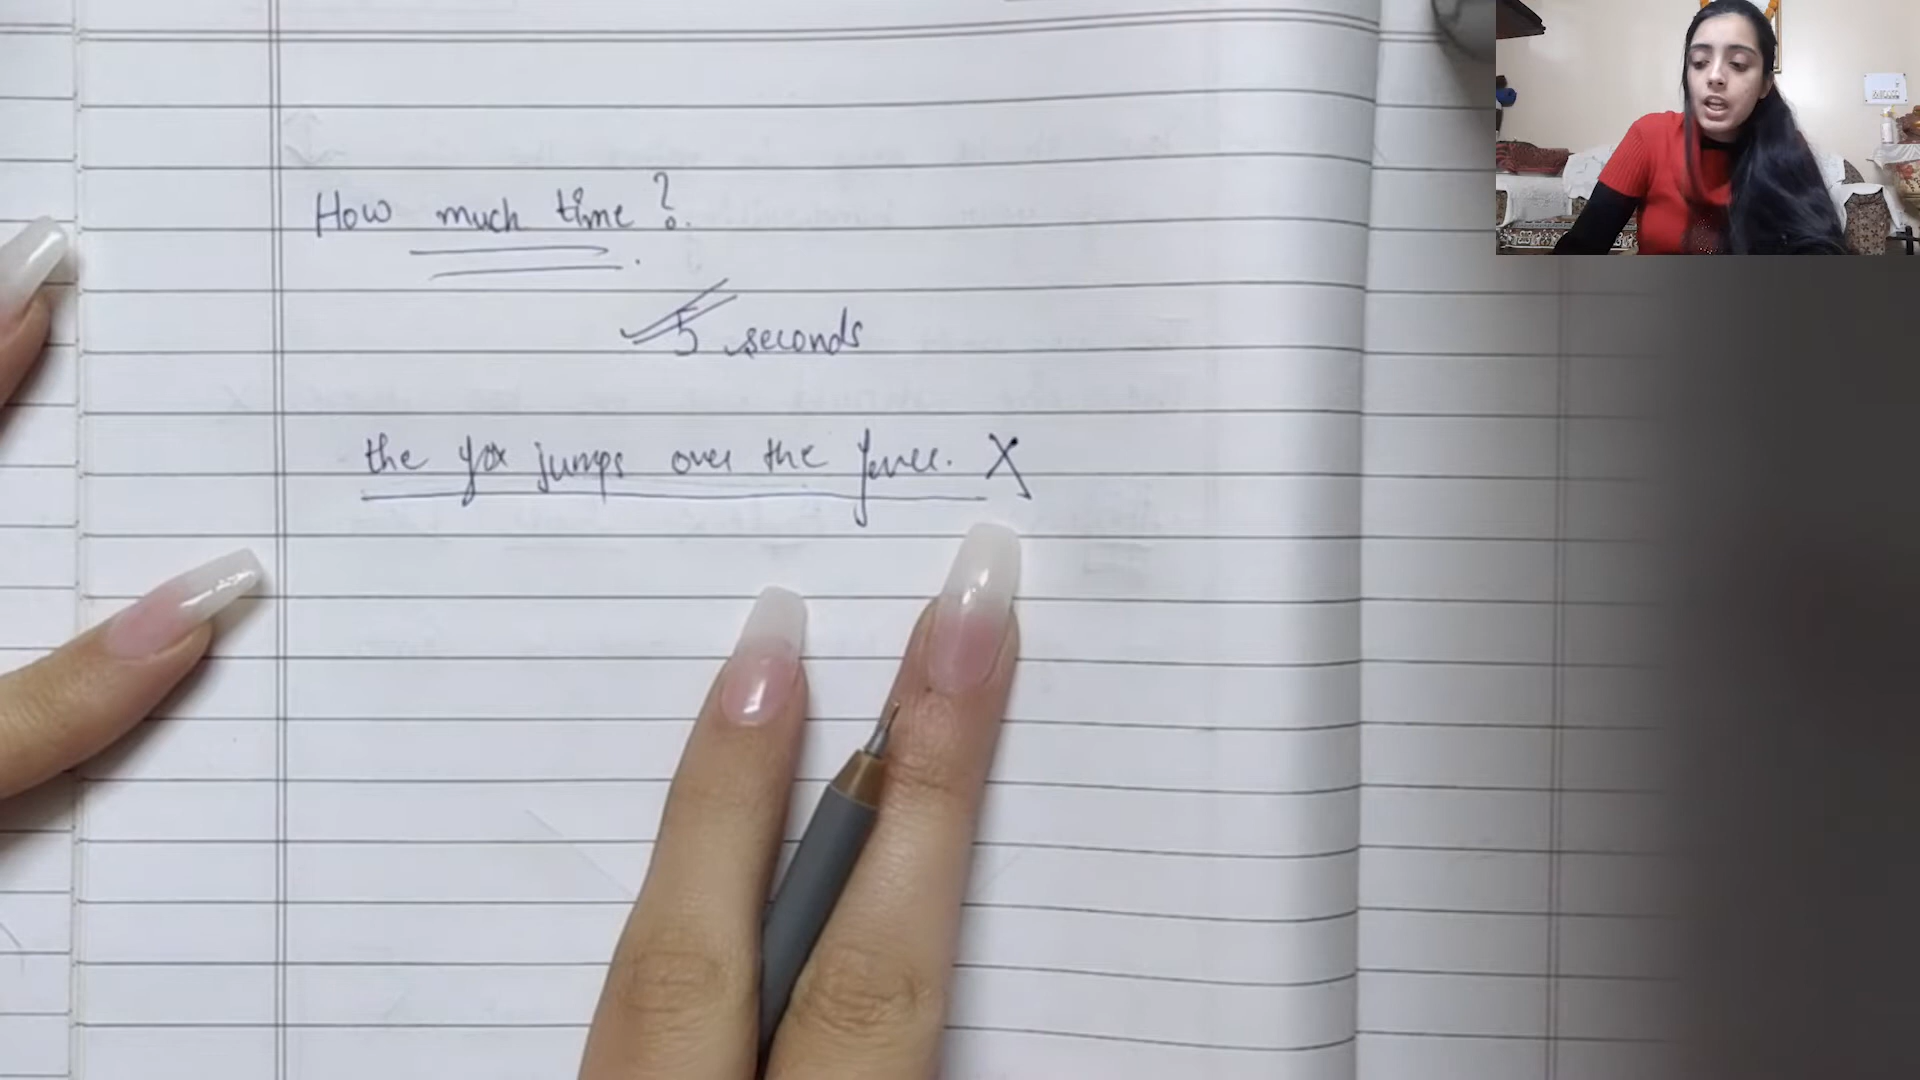 How much time?.
5 seconds
the fox jumps over the fence. X